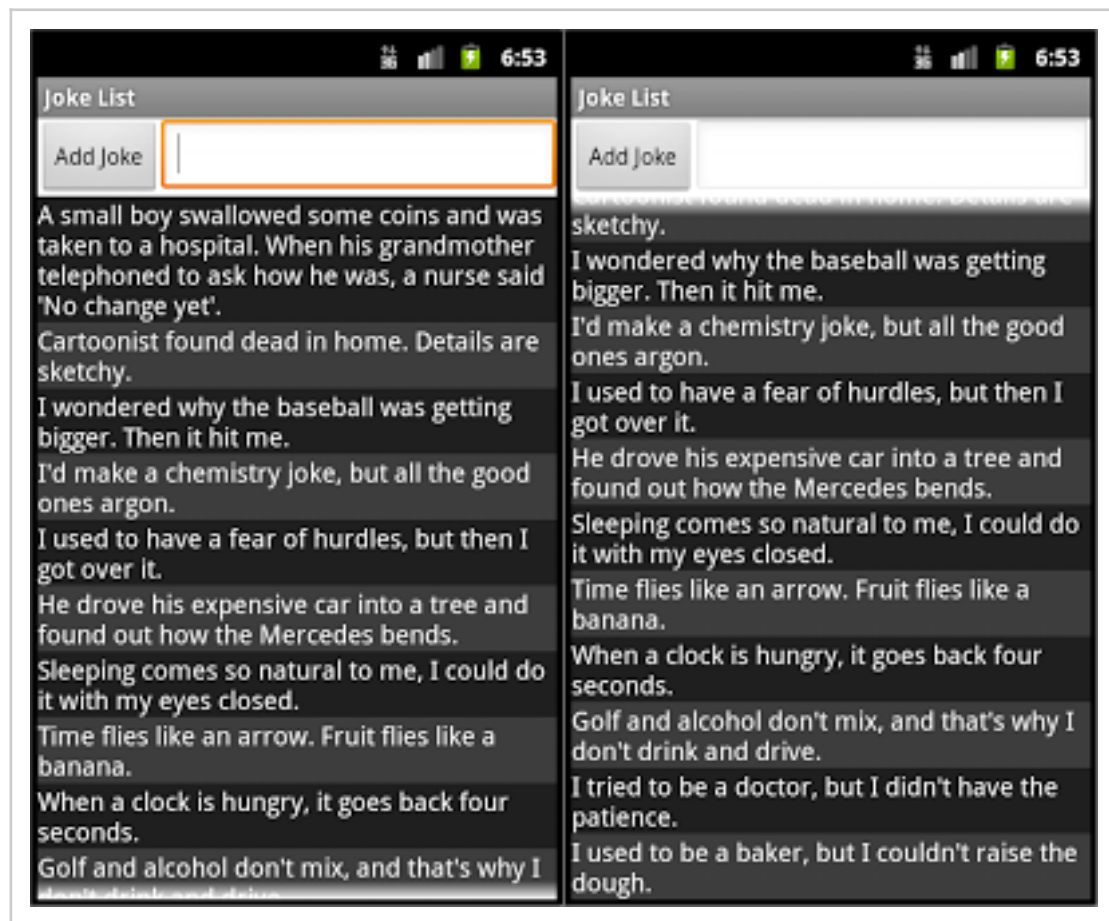 6:53
Joke List
Add Joke
A small boy swallowed some coins and was
taken to a hospital. When his grandmother
telephoned to ask how he was, a nurse said
'No change yet'.
Cartoonist found dead in home. Details are
sketchy.
I wondered why the baseball was getting
bigger. Then it hit me.
I'd make a chemistry joke, but all the good
ones argon.
I used to have a fear of hurdles, but then I
got over it.
He drove his expensive car into a tree and
found out how the Mercedes bends.
Sleeping comes so natural to me, I could do
it with my eyes closed.
Time flies like an arrow. Fruit flies like a
banana.
When a clock is hungry, it goes back four
seconds.
Golf and alcohol don't mix, and that's why I
don't drink and drive.
6:53
Joke List
Add Joke
Cartoonist found dead in home. Details are
sketchy.
I wondered why the baseball was getting
bigger. Then it hit me.
I'd make a chemistry joke, but all the good
ones argon.
I used to have a fear of hurdles, but then I
got over it.
He drove his expensive car into a tree and
found out how the Mercedes bends.
Sleeping comes so natural to me, I could do
it with my eyes closed.
Time flies like an arrow. Fruit flies like a
banana.
When a clock is hungry, it goes back four
seconds.
Golf and alcohol don't mix, and that's why I
don't drink and drive.
I tried to be a doctor, but I didn't have the
patience.
I used to be a baker, but I couldn't raise the
dough.